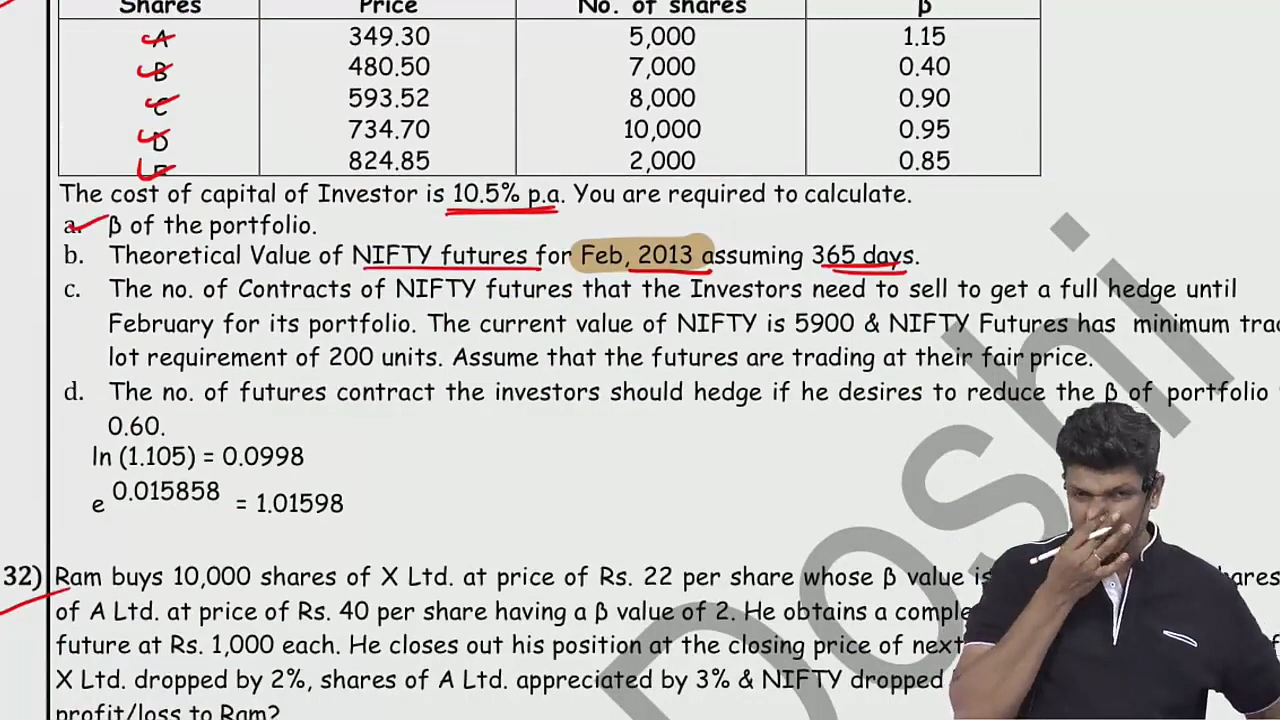 Shares Price No. of shares β
A 349.30 5,000 1.15
B 480.50 7,000 0.40
C 593.52 8,000 0.90
D 734.70 10,000 0.95
824.85 2,000 0.85
The cost of capital of Investor is 10.5% p.a. You are required to calculate.
a. β of the portfolio.
b. Theoretical Value of NIFTY futures for Feb, 2013 assuming 365 days.
c. The no. of Contracts of NIFTY futures that the Investors need to sell to get a full hedge until
February for its portfolio. The current value of NIFTY is 5900 & NIFTY Futures has minimum
lot requirement of 200 units. Assume that the futures are trading at their fair price.
d. The no. of futures contract the investors should hedge if he desires to reduce the β of portfolio
0.60.
ln (1.105) = 0.0998
e 0.015858 = 1.01598
32) Ram buys 10,000 shares of X Ltd. at price of Rs. 22 per share whose β value is
of A Ltd. at price of Rs. 40 per share having a β value of 2. He obtains a
future at Rs. 1,000 each. He closes out his position at the closing price of next
X Ltd. dropped by 2%, shares of A Ltd. appreciated by 3% & NIFTY dropped
profit/loss to Ram?
Doshi